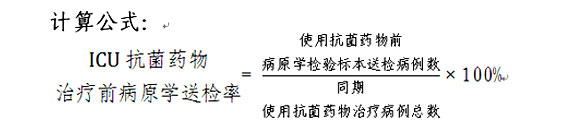 计算公式：
ICU 抗菌药物
治疗前病原学送检率
=
使用抗菌药物前
病原学检验标本送检病例数
同期
使用抗菌药物治疗病例总数
× 100%